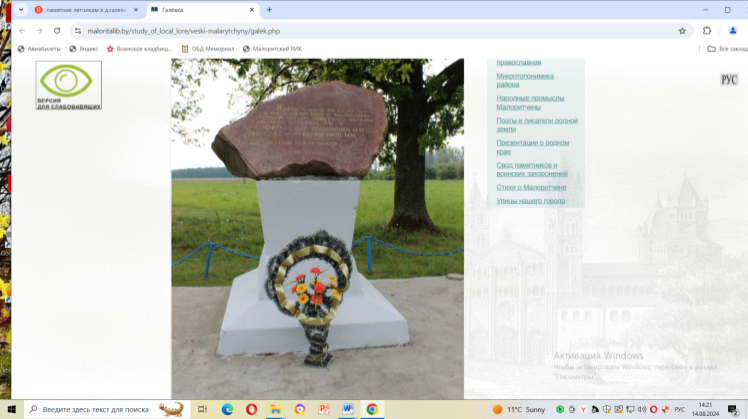 памятник летчикам в д.галевк
Галёвка
maloritalib.by/study_of_local_lore/veski-malarytchyny/galek.php
Авиабилеты
Яндекс
Воинское кладбищ...
ОБД Мемориал
Малоритский РИК
Все заклад
ВЕРСИЯ
ДЛЯ СЛАБОВИДЯЩИХ
православная
Микротопонимика
района
Народные промыслы
Малоритчины
Поэты и писатели родной
земли
Презентации о родном
крае
Свод памятников и
воинских захоронений
Стихи о Малоритчине
Улицы нашего города
РУС
Активация Windows
Чтобы активировать Windows, перейдите в раздел
"Параметры".
Введите здесь текст для поиска
11°C Sunny
РУС
14:21
14.08.2024